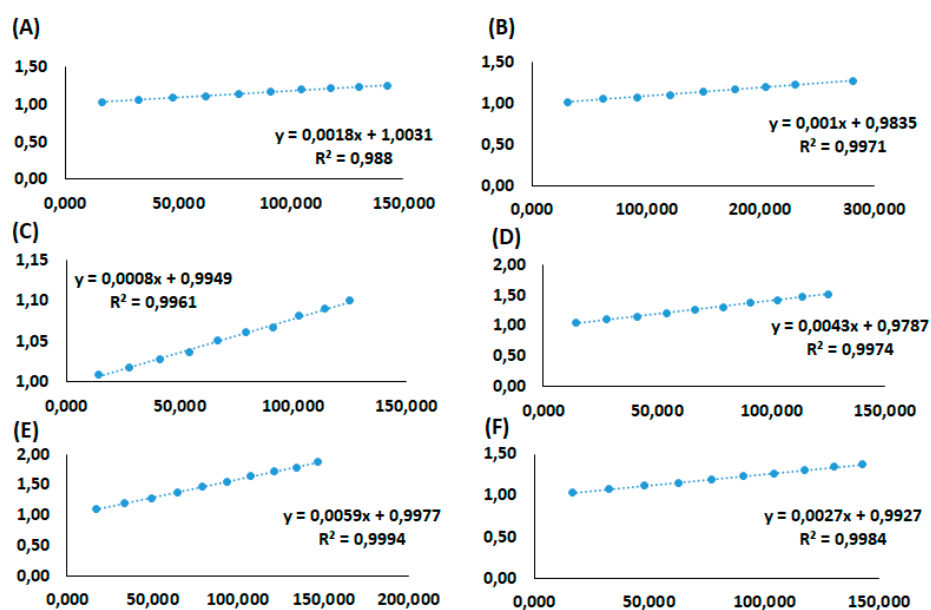 (A)
1,50
1,00
0,50
0,00
y = 0,0018x + 1,0031
R² = 0,988
0,000 50,000 100,000 150,000
(B)
1,50
1,00
0,50
0,00
y = 0,001x + 0,9835
R² = 0,9971
0,000 100,000 200,000 300,000
(C)
1,15
1,10
1,05
1,00
y = 0,0008x + 0,9949
R² = 0,9961
0,000 50,000 100,000 150,000
(D)
2,00
1,50
1,00
0,50
0,00
y = 0,0043x + 0,9787
R² = 0,9974
0,000 50,000 100,000 150,000
(E)
2,00
1,50
1,00
0,50
0,00
y = 0,0059x + 0,9977
R² = 0,9994
0,000 50,000 100,000 150,000 200,000
(F)
1,50
1,00
0,50
0,00
y = 0,0027x + 0,9927
R² = 0,9984
0,000 50,000 100,000 150,000